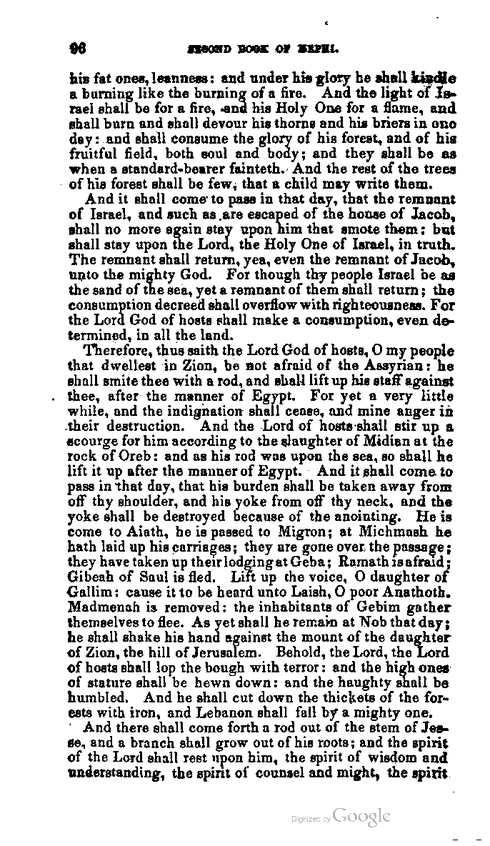 96 SECOND BOOK OF NEPHI.
his fat ones, leanness: and under his glory he shall kindle
a burning like the burning of a fire. And the light of Is-
rael shall be for a fire, and his Holy One for a flame, and
shall burn and shall devour his thorns and his briers in one
day: and shall consume the glory of his forest, and of his
fruitful field, both soul and body; and they shall be as
when a standard-bearer fainteth. And the rest of the trees
of his forest shall be few, that a child may write them.
And it shall come to pass in that day, that the remnant
of Israel, and such as are escaped of the house of Jacob,
shall no more again stay upon him that smote them: but
shall stay upon the Lord, the Holy One of Israel, in truth.
The remnant shall return, yea, even the remnant of Jacob,
unto the mighty God. For though thy people Israel be as
the sand of the sea, yet a remnant of them shall return; the
consumption decreed shall overflow with righteousness. For
the Lord God of hosts shall make a consumption, even de-
termined, in all the land.
Therefore, thus saith the Lord God of hosts, O my people
that dwellest in Zion, be not afraid of the Assyrian: he
shall smite thee with a rod, and shall lift up his staff against
thee, after the manner of Egypt. For yet a very little
while, and the indignation shall cense, and mine anger in
their destruction. And the Lord of hosts shall stir up a
scourge for him according to the slaughter of Midian at the
rock of Oreb: and as his rod was upon the sea, so shall he
lift it up after the manner of Egypt. And it shall come to
pass in that day, that his burden shall be taken away from
off thy shoulder, and his yoke from off thy neck, and the
yoke shall be destroyed because of the anointing. He is
come to Aiath, he is passed to Migron; at Michmash he
hath laid up his carriages; they are gone over the passage;
they have taken up their lodging at Geba; Ramath is afraid;
Gibeah of Saul is fled. Lift up the voice, O daughter of
Gallim: cause it to be heard unto Laish, O poor Anathoth.
Madmenah is removed: the inhabitants of Gebim gather
themselves to flee. As yet shall he remain at Nob that day;
he shall shake his hand against the mount of the daughter
of Zion, the hill of Jerusalem. Behold, the Lord, the Lord
of hosts shall lop the bough with terror: and the high ones
of stature shall be hewn down: and the haughty shall be
humbled. And he shall cut down the thickets of the for-
ests with iron, and Lebanon shall fall by a mighty one.
And there shall come forth a rod out of the stem of Jes-
se, and a branch shall grow out of his roots; and the spirit
of the Lord shall rest upon him, the spirit of wisdom and
understanding, the spirit of counsel and might, the spirit
Digitized by Google